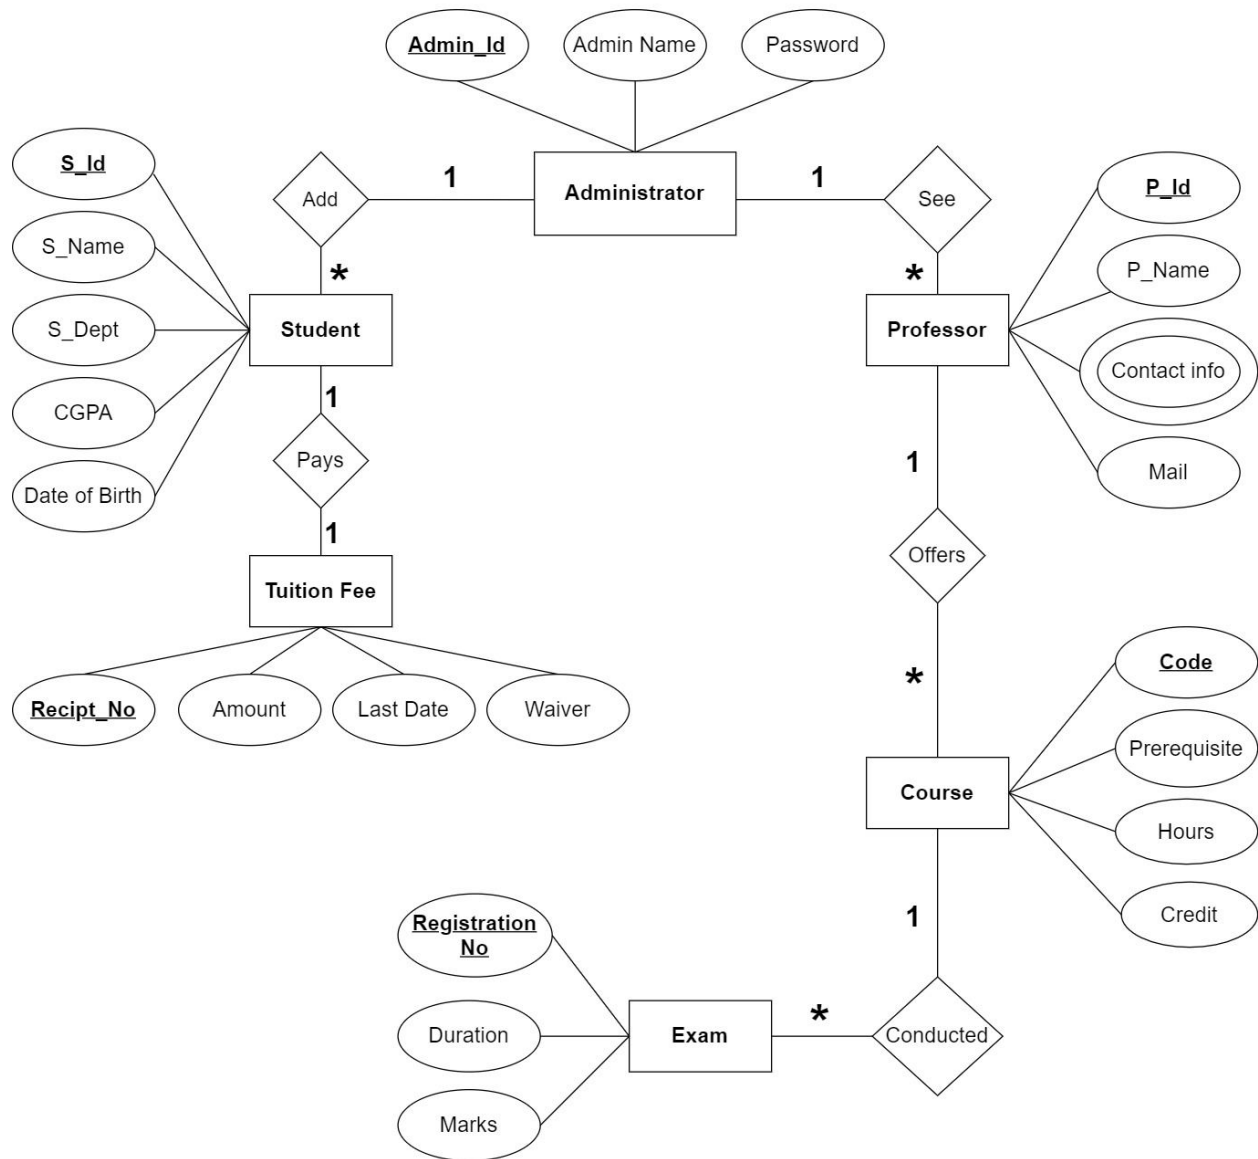 Admin_Id
Admin Name
Password
S_Id
Add
1
Administrator
1
See
P_Id
S_Name
*
*
P_Name
S_Dept
Student
Professor
Contact info
CGPA
1
Pays
1
Mail
Date of Birth
1
Offers
Tuition Fee
Recipt_No
Amount
Last Date
Waiver
*
Code
Prerequisite
Course
Hours
1
Credit
Registration
No
Duration
Exam
*
Conducted
Marks